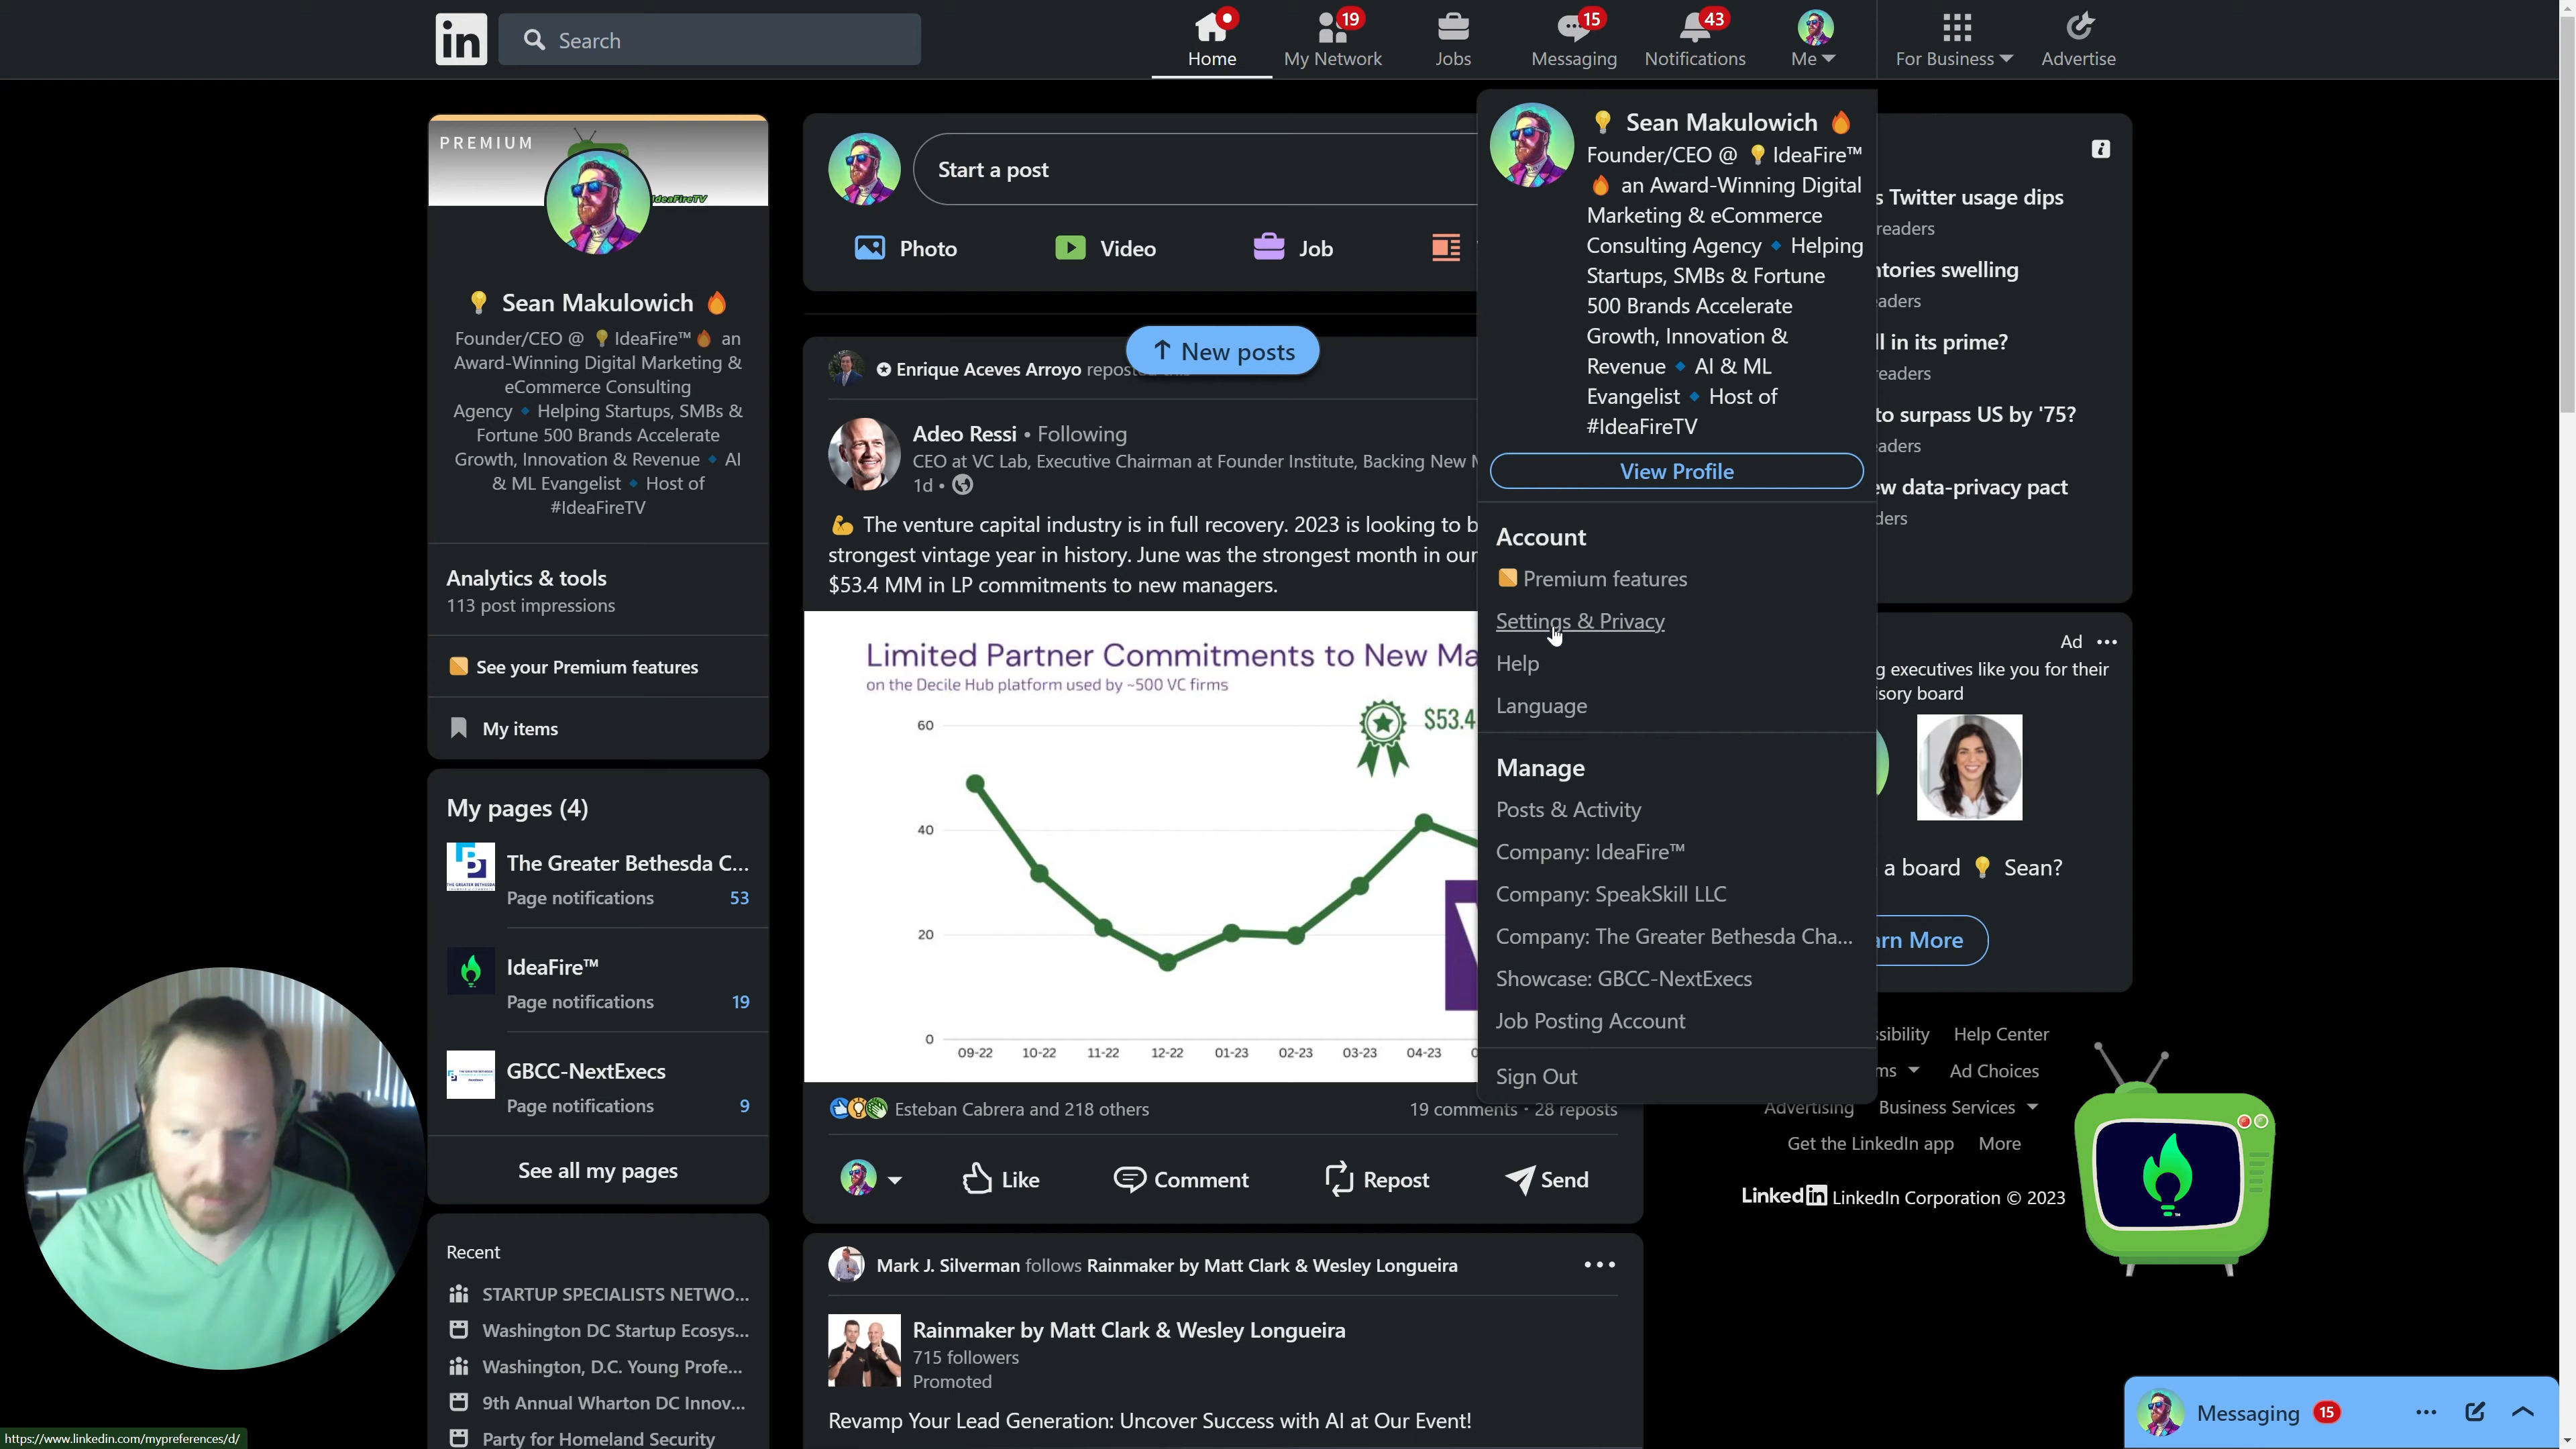 in
Search
Home
19
My Network
Jobs
15
Messaging
43
Notifications
Me
For Business
Advertise
PREMIUM
IdeaFireTV
Sean Makulowich
Founder/CEO @ IdeaFire™ an
Award-Winning Digital Marketing &
eCommerce Consulting
Agency Helping Startups, SMBs &
Fortune 500 Brands Accelerate
Growth, Innovation & Revenue AI
& ML Evangelist Host of
#IdeaFireTV
Analytics & tools
113 post impressions
See your Premium features
My items
My pages (4)
The Greater Bethesda C...
Page notifications 53
IdeaFire™
Page notifications 19
GBCC-NextExecs
Page notifications 9
See all my pages
Recent
STARTUP SPECIALISTS NETWO...
Washington DC Startup Ecosys...
Washington, D.C. Young Profe...
9th Annual Wharton DC Innov...
Party for Homeland Security
https://www.linkedin.com/mypreferences/d/
Start a post
Photo
Video
Job
New posts
Enrique Aceves Arroyo
Adeo Ressi • Following
CEO at VC Lab, Executive Chairman at Founder Institute, Backing New
1d •
The venture capital industry is in full recovery. 2023 is looking to b
strongest vintage year in history. June was the strongest month in our
$53.4 MM in LP commitments to new managers.
Limited Partner Commitments to New Ma
on the Decile Hub platform used by ~500 VC firms
$53.4
60
40
20
0
09-22 10-22 11-22 12-22 01-23 02-23 03-23 04-23
Esteban Cabrera and 218 others
19 comments · 28 reposts
Like
Comment
Repost
Send
Mark J. Silverman follows Rainmaker by Matt Clark & Wesley Longueira
Rainmaker by Matt Clark & Wesley Longueira
715 followers
Promoted
Revamp Your Lead Generation: Uncover Success with AI at Our Event!
Sean Makulowich
Founder/CEO @ IdeaFire™
an Award-Winning Digital
Marketing & eCommerce
Consulting Agency Helping
Startups, SMBs & Fortune
500 Brands Accelerate
Growth, Innovation &
Revenue AI & ML
Evangelist Host of
#IdeaFireTV
View Profile
Account
Premium features
Settings & Privacy
Help
Language
Manage
Posts & Activity
Company: IdeaFire™
Company: SpeakSkill LLC
Company: The Greater Bethesda Cha...
Showcase: GBCC-NextExecs
Job Posting Account
Sign Out
s Twitter usage dips
readers
ntories swelling
aders
ll in its prime?
readers
to surpass US by '75?
aders
ew data-privacy pact
ders
Ad
g executives like you for their
isory board
a board Sean?
arn More
sibility Help Center
ms Ad Choices
Advertising Business Services
Get the LinkedIn app More
Linked in LinkedIn Corporation © 2023
Messaging 15